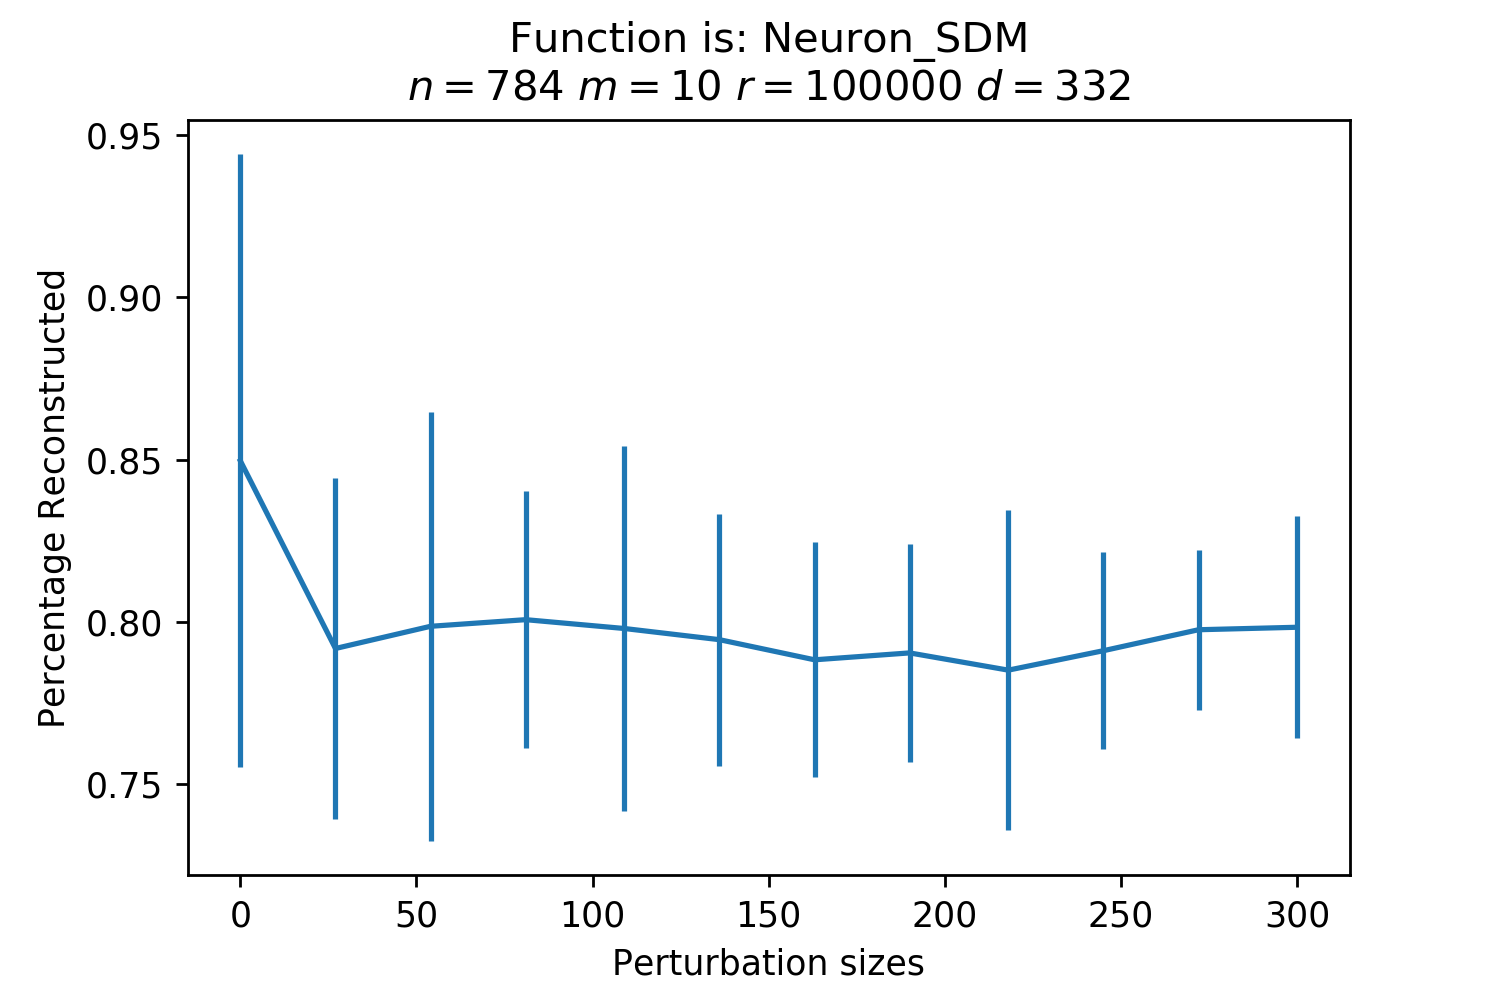 Function is: Neuron_SDM
n = 784 m = 10 r = 100000 d = 332
Percentage Reconstructed
0.95
0.90
0.85
0.80
0.75
0 50 100 150 200 250 300
Perturbation sizes